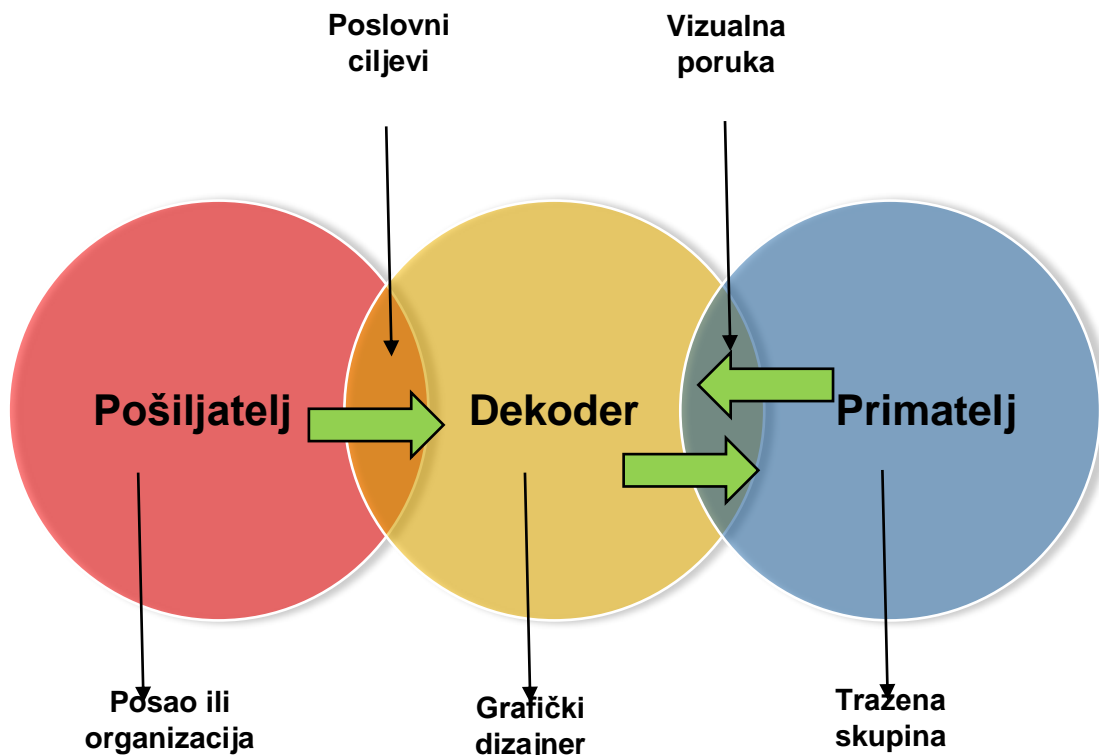 Poslovni
ciljevi
Vizualna
poruka
Pošiljatelj
Dekoder
Primatelj
Posao ili
organizacija
Grafički
dizajner
Tražena
skupina